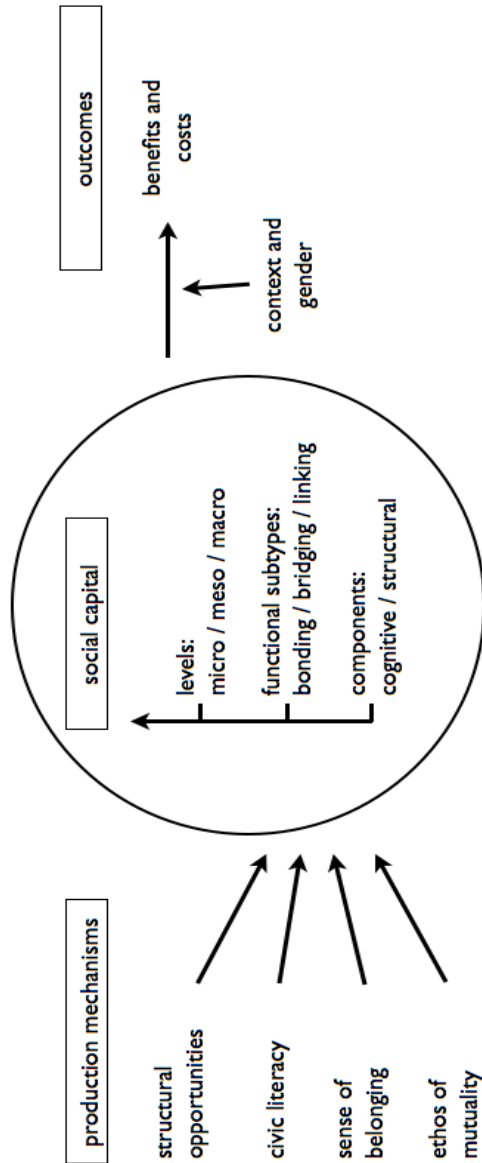 production mechanisms
structural
opportunities
civic literacy
sense of
belonging
ethos of
mutuality
social capital
levels:
micro / meso / macro
functional subtypes:
bonding / bridging / linking
components:
cognitive / structural
outcomes
benefits and
costs
context and
gender